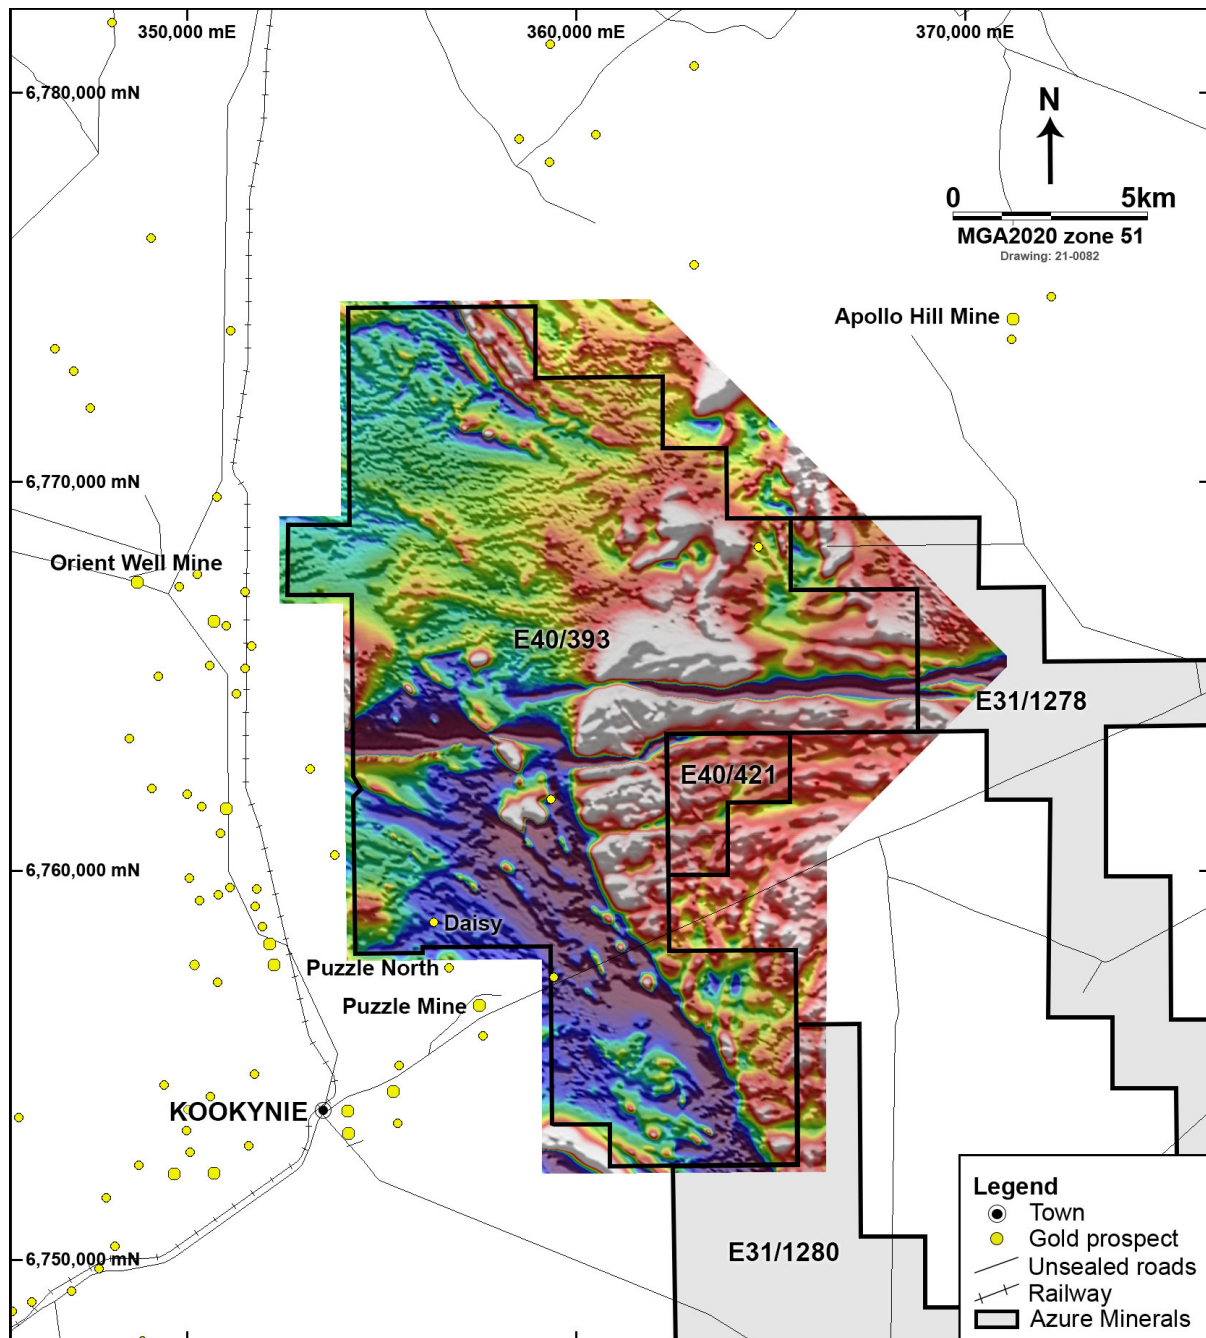 350,000 mE
360,000 mE
370,000 mE
6,780,000 mN
N
0 5km
MGA2020 zone 51
Drawing: 21-0082
Apollo Hill Mine
6,770,000 mN
Orient Well Mine
E40/393
E31/1278
E40/421
6,760,000 mN
Daisy
Puzzle North
Puzzle Mine
KOOKYNIE
6,750,000 mN
E31/1280
Legend
Town
Gold prospect
Unsealed roads
Railway
Azure Minerals